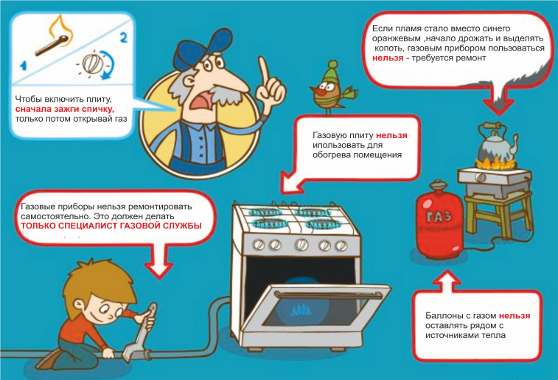 1
2
Чтобы включить плиту,
сначала зажги спичку,
только потом открывай газ
Если пламя стало вместо синего
оранжевым ,начало дрожать и выделять
копоть, газовым прибором пользоваться
нельзя - требуется ремонт
Газовую плиту нельзя
ипользовать для
обогрева помещения
Газовые приборы нельзя ремонтировать
самостоятельно. Это должен делать
ТОЛЬКО СПЕЦИАЛИСТ ГАЗОВОЙ СЛУЖБЫ
ГАЗ
Баллоны с газом нельзя
оставлять рядом с
источниками тепла